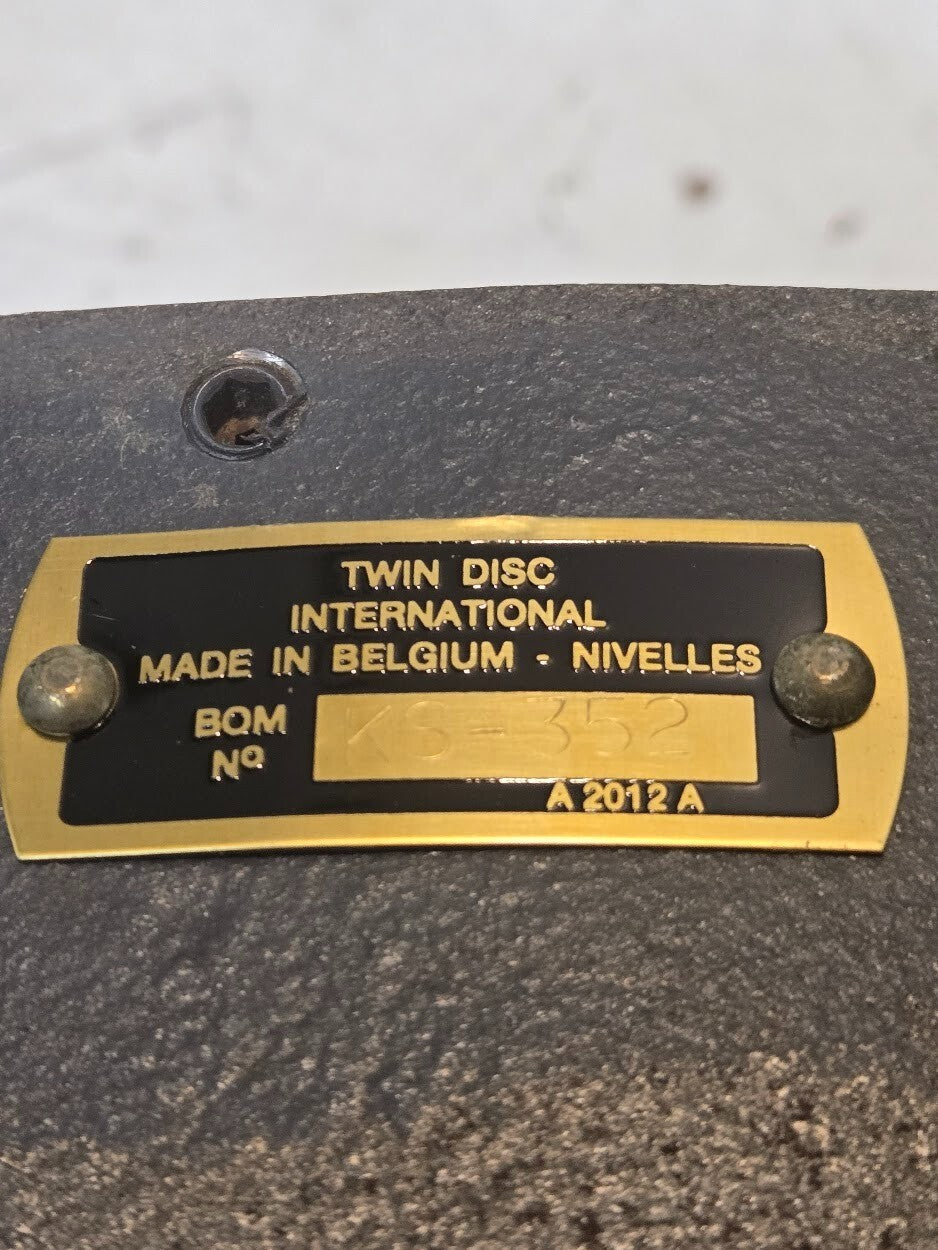 TWIN DISC
INTERNATIONAL
MADE IN BELGIUM - NIVELLES
BOM Nº KS-352
A 2012 A